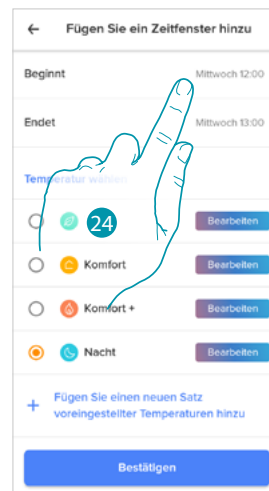 Fügen Sie ein Zeitfenster hinzu
Beginnt Mittwoch 12:00
Endet Mittwoch 13:00
Temperatur wählen
24 Bearbeiten
Komfort Bearbeiten
Komfort + Bearbeiten
Nacht Bearbeiten
+ Fügen Sie einen neuen Satz
voreingestellter Temperaturen hinzu
Bestätigen